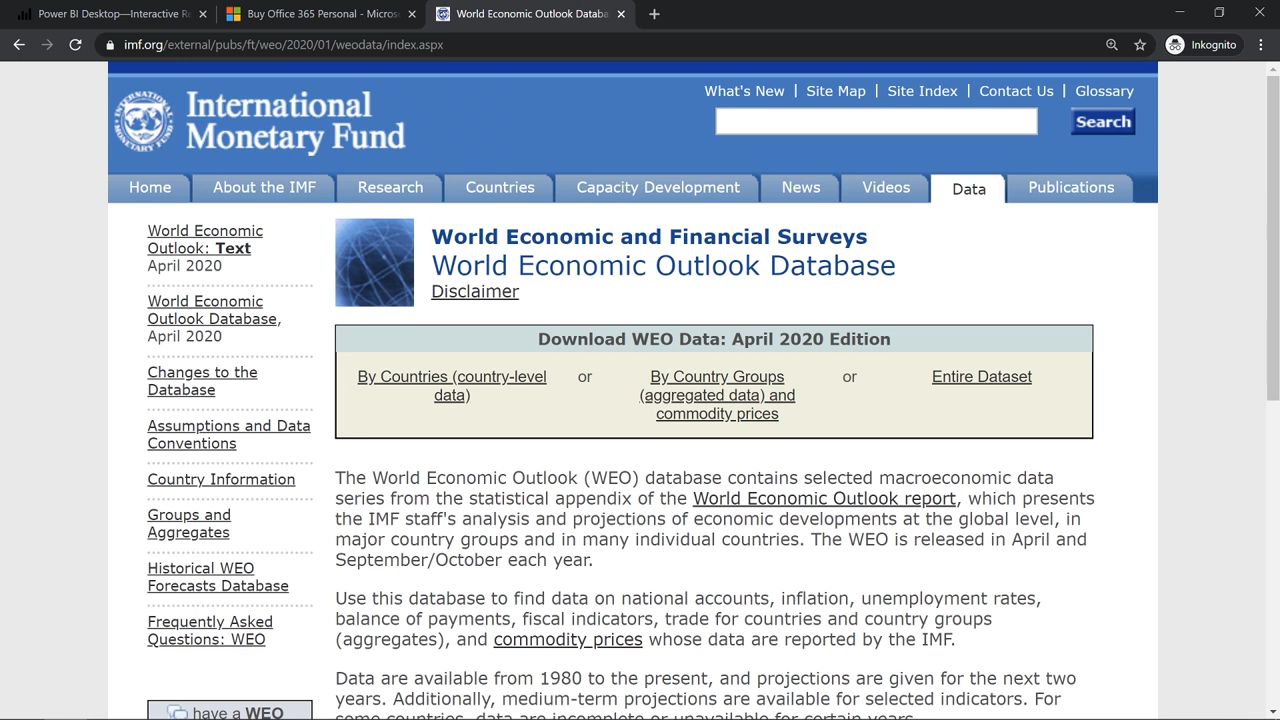 Power BI Desktop—Interactive Re
Buy Office 365 Personal - Micros
World Economic Outlook Databa
imf.org/external/pubs/ft/weo/2020/01/weodata/index.aspx
Inkognito
International
Monetary Fund
What's New | Site Map | Site Index | Contact Us | Glossary
Search
Home About the IMF Research Countries Capacity Development News Videos Data Publications
World Economic
Outlook: Text
April 2020
World Economic
Outlook Database,
April 2020
Changes to the
Database
Assumptions and Data
Conventions
Country Information
Groups and
Aggregates
Historical WEO
Forecasts Database
Frequently Asked
Questions: WEO
have a WEO
World Economic and Financial Surveys
World Economic Outlook Database
Disclaimer
Download WEO Data: April 2020 Edition
By Countries (country-level
data)
or
By Country Groups
(aggregated data) and
commodity prices
or
Entire Dataset
The World Economic Outlook (WEO) database contains selected macroeconomic data
series from the statistical appendix of the World Economic Outlook report, which presents
the IMF staff's analysis and projections of economic developments at the global level, in
major country groups and in many individual countries. The WEO is released in April and
September/October each year.
Use this database to find data on national accounts, inflation, unemployment rates,
balance of payments, fiscal indicators, trade for countries and country groups
(aggregates), and commodity prices whose data are reported by the IMF.
Data are available from 1980 to the present, and projections are given for the next two
years. Additionally, medium-term projections are available for selected indicators. For
some countries, data are incomplete or unavailable for certain years.